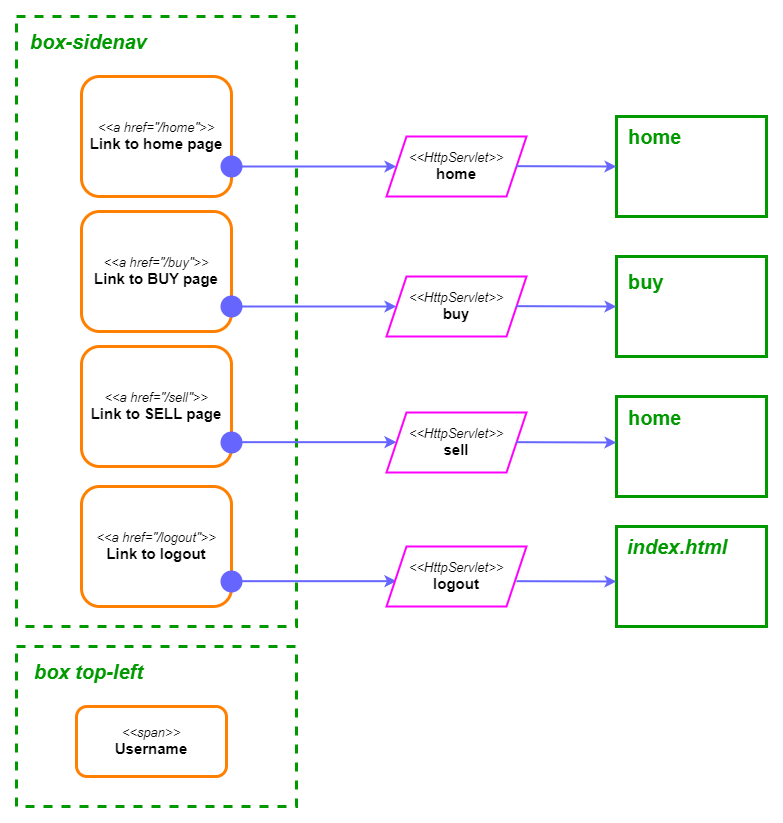 box-sidenav
<<a href="/home">>
Link to home page
<<HttpServlet>>
home
home
<<a href="/buy">>
Link to BUY page
<<HttpServlet>>
buy
buy
<<a href="/sell">>
Link to SELL page
<<HttpServlet>>
sell
home
<<a href="/logout">>
Link to logout
<<HttpServlet>>
logout
index.html
box top-left
<<span>>
Username